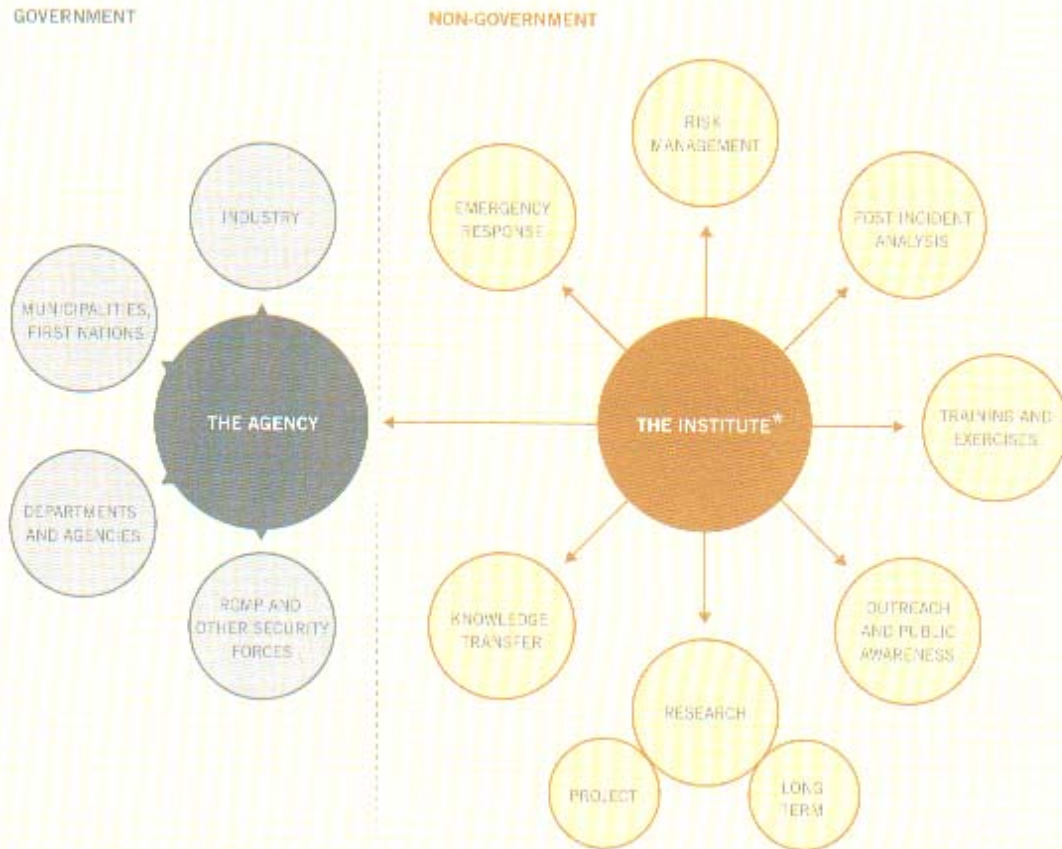 GOVERNMENT
NON-GOVERNMENT
INDUSTRY
MUNICIPALITIES,
FIRST NATIONS
THE AGENCY
DEPARTMENTS
AND AGENCIES
RCMP AND
OTHER SECURITY
FORCES
RISK
MANAGEMENT
EMERGENCY
RESPONSE
POST INCIDENT
ANALYSIS
THE INSTITUTE*
TRAINING AND
EXERCISES
KNOWLEDGE
TRANSFER
OUTREACH
AND PUBLIC
AWARENESS
RESEARCH
PROJECT
LONG
TERM